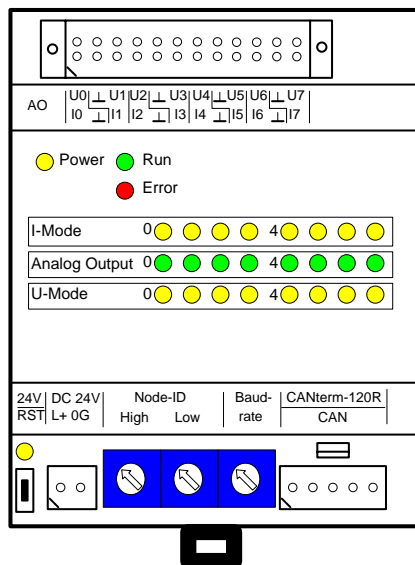 AO U0 U1 U2 U3 U4 U5 U6 U7
I0 I1 I2 I3 I4 I5 I6 I7
Power Run
Error
I-Mode 0 4
Analog Output 0 4
U-Mode 0 4
24V DC 24V Node-ID Baud- CANterm-120R
RST L+ 0G High Low rate CAN